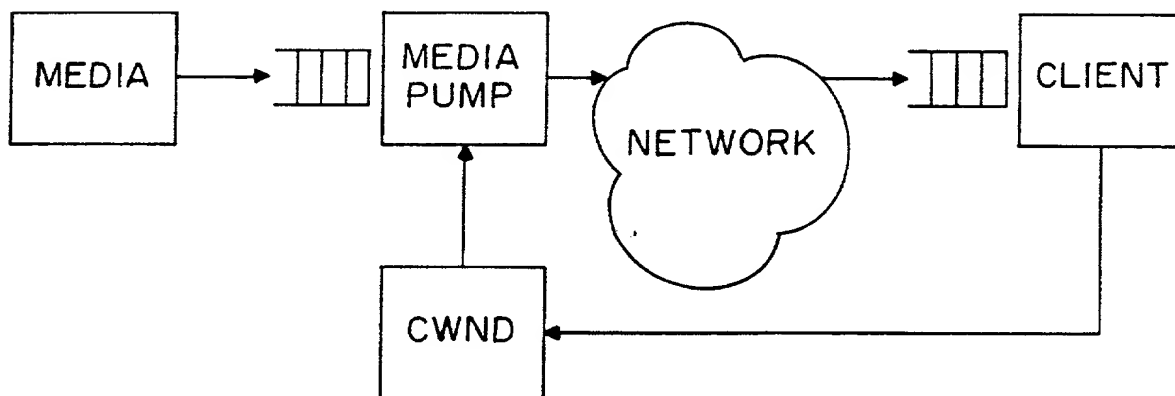 MEDIA
MEDIA
PUMP
NETWORK
CLIENT
CWND